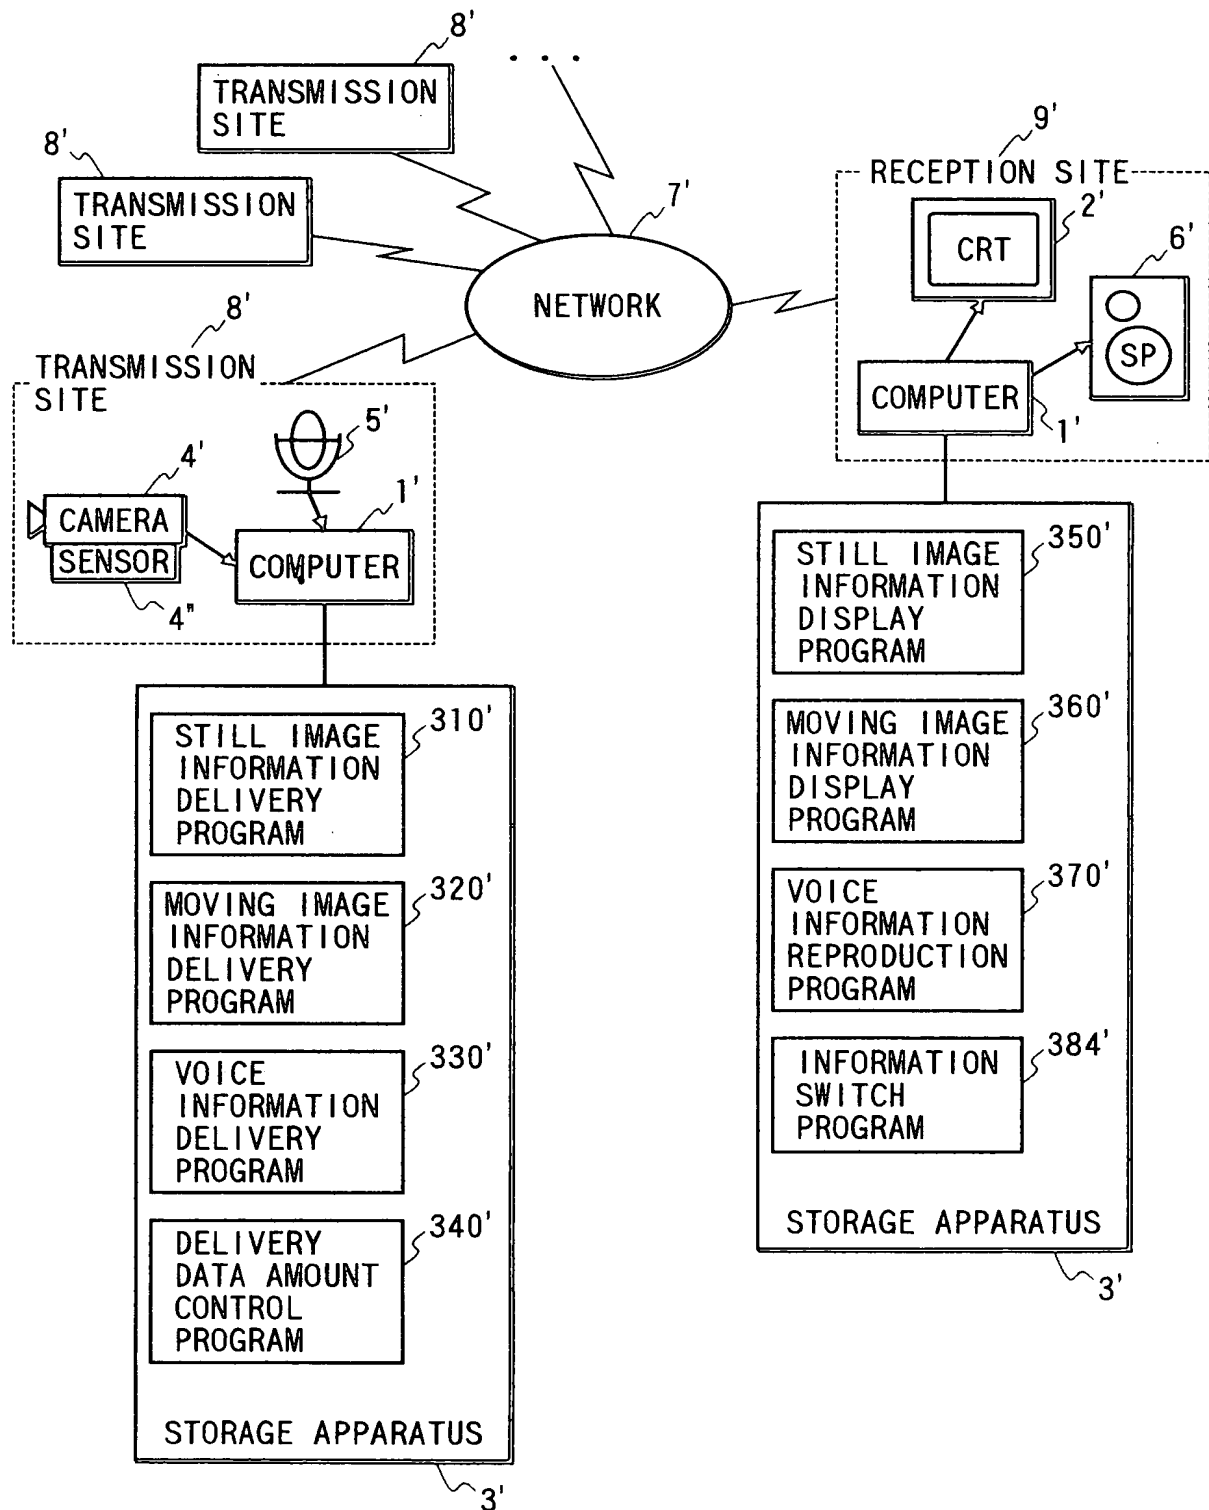 8'
. . .
TRANSMISSION
SITE
8'
TRANSMISSION
SITE
7'
NETWORK
9'
RECEPTION SITE
2'
CRT
6'
SP
COMPUTER
1'
8'
TRANSMISSION
SITE
5'
4'
CAMERA
SENSOR
4"
1'
COMPUTER
310'
STILL IMAGE
INFORMATION
DELIVERY
PROGRAM
320'
MOVING IMAGE
INFORMATION
DELIVERY
PROGRAM
330'
VOICE
INFORMATION
DELIVERY
PROGRAM
340'
DELIVERY
DATA AMOUNT
CONTROL
PROGRAM
STORAGE APPARATUS
3'
350'
STILL IMAGE
INFORMATION
DISPLAY
PROGRAM
360'
MOVING IMAGE
INFORMATION
DISPLAY
PROGRAM
370'
VOICE
INFORMATION
REPRODUCTION
PROGRAM
384'
INFORMATION
SWITCH
PROGRAM
STORAGE APPARATUS
3'